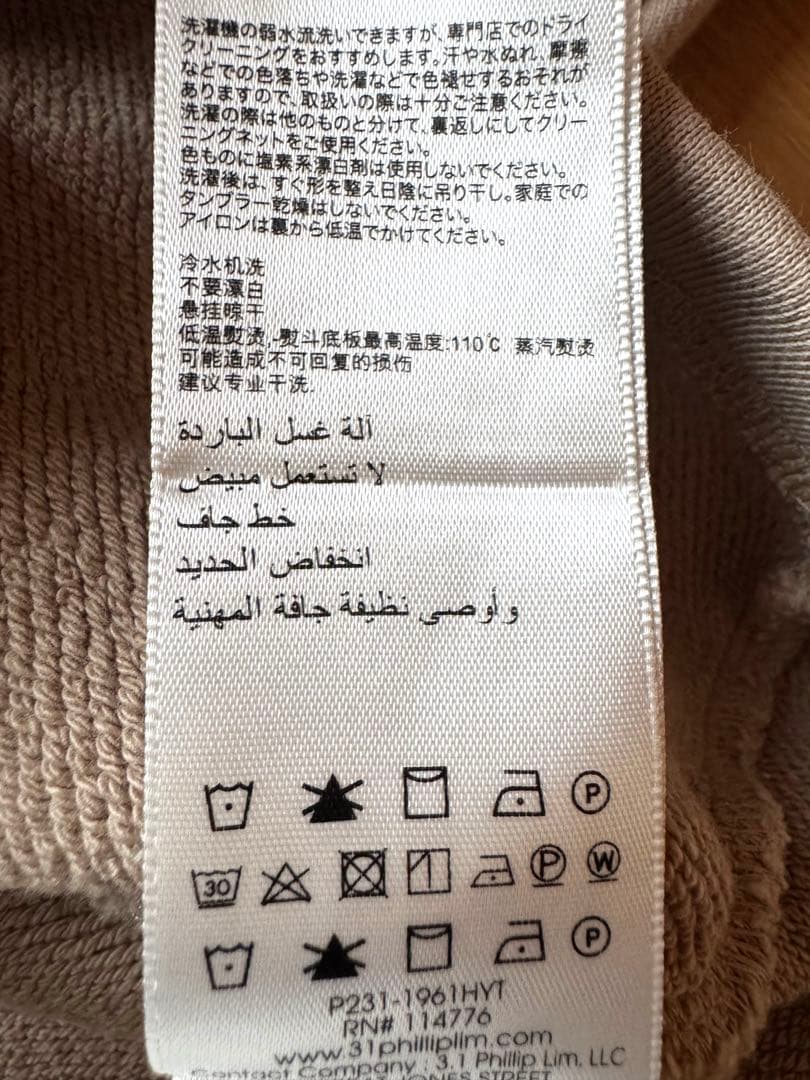 洗濯機の弱水流洗いできますが、専門店でのドライ
クリーニングをおすすめします。汗や水ぬれ、摩擦
などでの色落ちや洗濯などで色褪せするおそれが
ありますので、取扱いの際は十分ご注意ください。
洗濯の際は他のものと分けて、裏返しにしてクリー
ニングネットをご使用ください。
色ものに塩素系漂白剤は使用しないでください。
洗濯後は、すぐ形を整え日陰に吊り干し。家庭での
タンブラー乾燥はしないでください。
アイロンは裏から低温でかけてください。
冷水机洗
不要漂白
悬挂晾干
低温熨烫,-熨斗底板最高温度:110℃ 蒸汽熨烫
可能造成不可回复的损伤
建议专业干洗.
آلة غسل الباردة
لا تستعمل مبيض
خط جاف
انخفاض الحديد
وأوصى نظيفة جافة المهنية
P
30 P W
P
P231-1961HYT
RN# 114776
www.31philliplim.com
Contact Company 3.1 Phillip Lim, LLC
JONES STREET